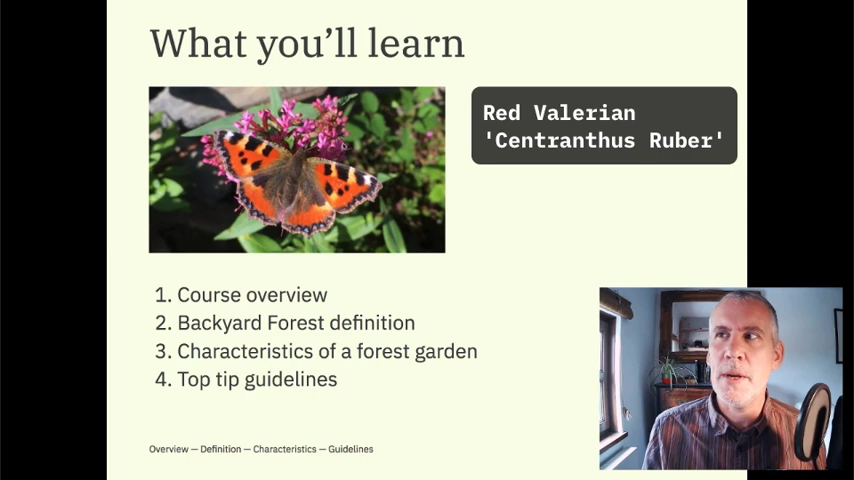 What you’ll learn
Red Valerian
'Centranthus Ruber'
1. Course overview
2. Backyard Forest definition
3. Characteristics of a forest garden
4. Top tip guidelines
Overview — Definition — Characteristics — Guidelines